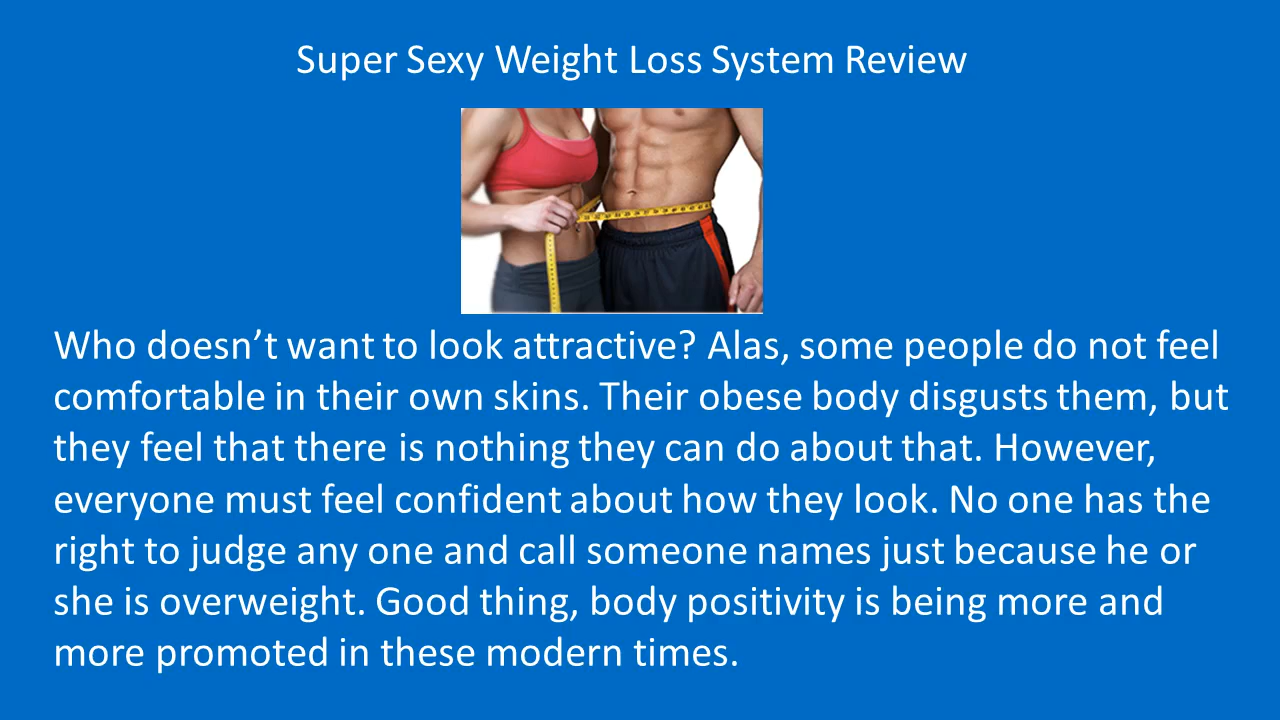 Super Sexy Weight Loss System Review
Who doesn’t want to look attractive? Alas, some people do not feel
comfortable in their own skins. Their obese body disgusts them, but
they feel that there is nothing they can do about that. However,
everyone must feel confident about how they look. No one has the
right to judge any one and call someone names just because he or
she is overweight. Good thing, body positivity is being more and
more promoted in these modern times.